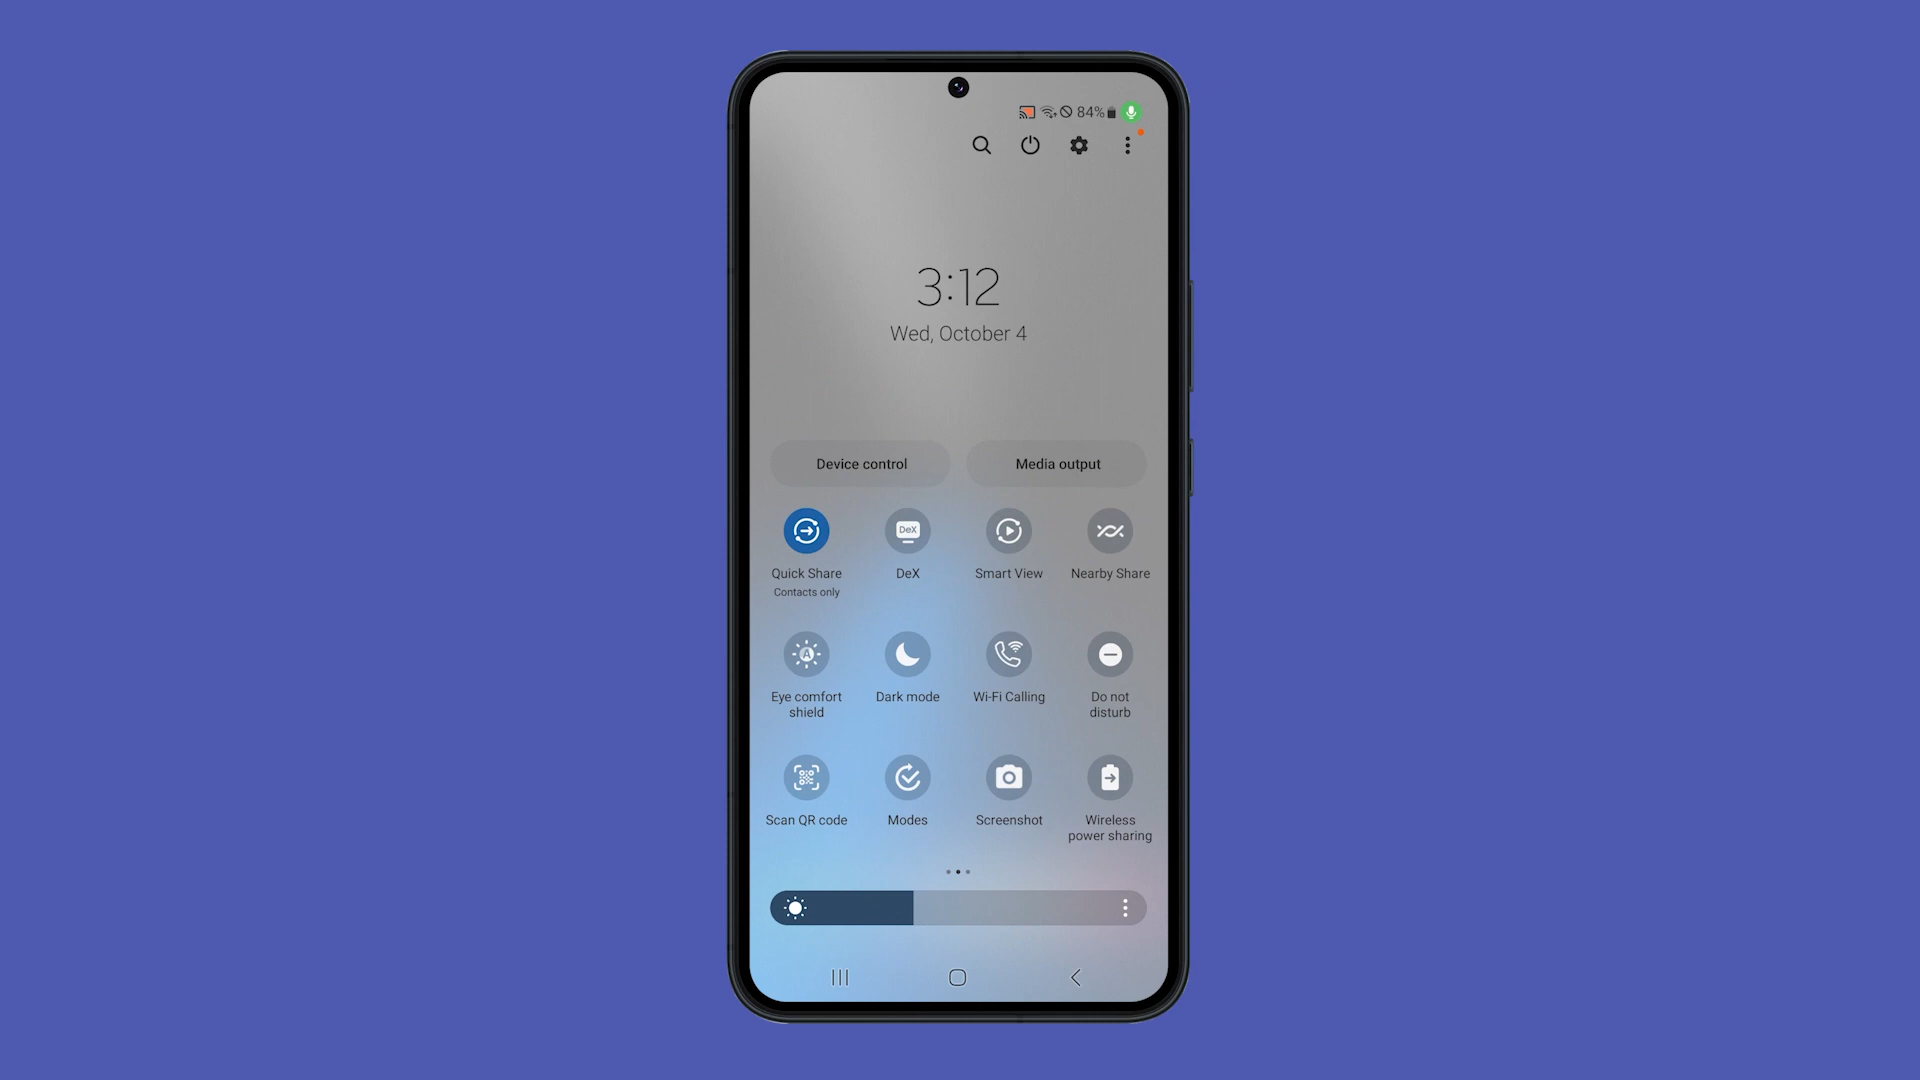 84%
3:12
Wed, October 4
Device control Media output
Quick Share DeX Smart View Nearby Share
Contacts only
Eye comfort shield Dark mode Wi-Fi Calling Do not disturb
Scan QR code Modes Screenshot Wireless power sharing